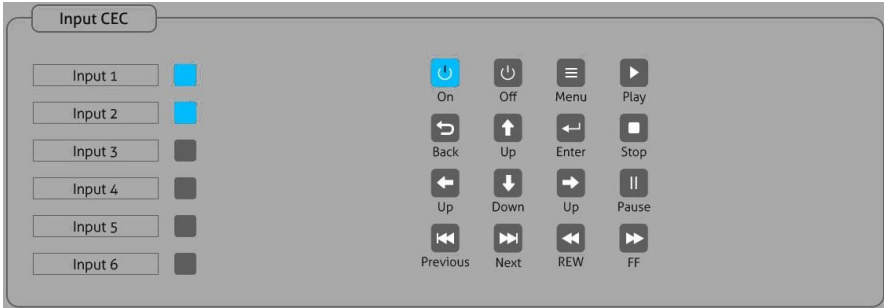 Input CEC
Input 1
Input 2
Input 3
Input 4
Input 5
Input 6
On Off Menu Play
Back Up Enter Stop
Up Down Up Pause
Previous Next REW FF